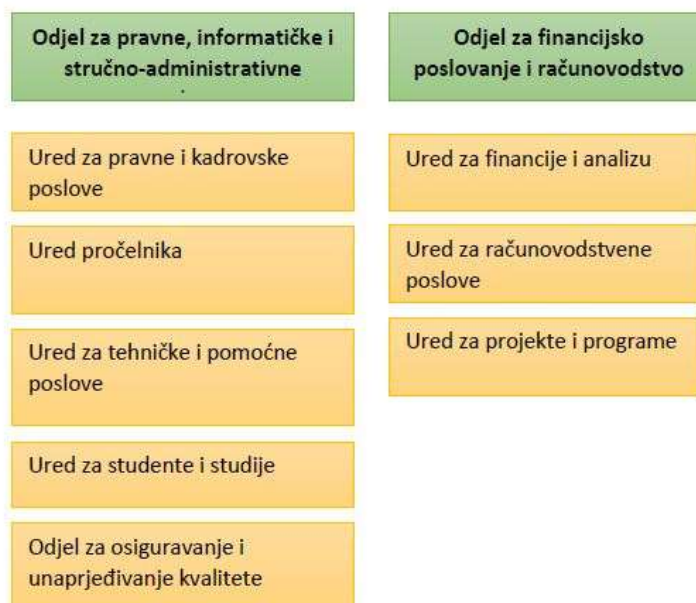 Odjel za pravne, informatičke i
stručno-administrativne
.
Ured za pravne i kadrovske
poslove
Ured pročelnika
Ured za tehničke i pomoćne
poslove
Ured za studente i studije
Odjel za osiguravanje i
unaprjeđivanje kvalitete
Odjel za financijsko
poslovanje i računovodstvo
Ured za financije i analizu
Ured za računovodstvene
poslove
Ured za projekte i programe